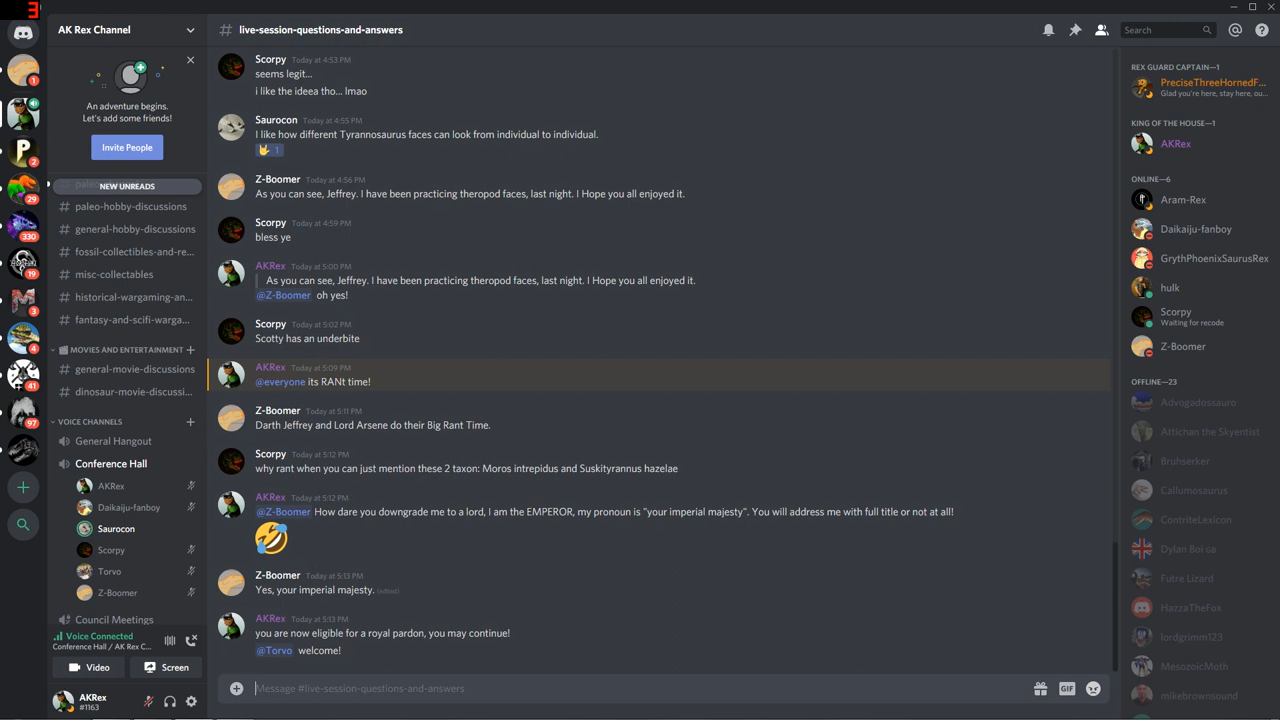 3
AK Rex Channel
# live-session-questions-and-answers
Search
An adventure begins.
Let's add some friends!
Invite People
NEW UNREADS
# paleo-hobby-discussions
# general-hobby-discussions
# fossil-collectibles-and-re...
# misc-collectables
# historical-wargaming-an...
# fantasy-and-scifi-warga...
MOVIES AND ENTERTAINMENT
# general-movie-discussions
# dinosaur-movie-discussi...
VOICE CHANNELS
General Hangout
Conference Hall
AKRex
Daikaiju-fanboy
Saurocon
Scorpy
Torvo
Z-Boomer
Council Meetings
Voice Connected
Conference Hall / AK Rex C...
Video
Screen
AKRex
#1163
1
2
29
330
19
3
4
41
97
Scorpy Today at 4:53 PM
seems legit...
i like the ideea tho... lmao
Saurocon Today at 4:55 PM
I like how different Tyrannosaurus faces can look from individual to individual.
1
Z-Boomer Today at 4:56 PM
As you can see, Jeffrey. I have been practicing theropod faces, last night. I Hope you all enjoyed it.
Scorpy Today at 4:59 PM
bless ye
AKRex Today at 5:00 PM
As you can see, Jeffrey. I have been practicing theropod faces, last night. I Hope you all enjoyed it.
@Z-Boomer oh yes!
Scorpy Today at 5:02 PM
Scotty has an underbite
AKRex Today at 5:09 PM
@everyone its RANt time!
Z-Boomer Today at 5:11 PM
Darth Jeffrey and Lord Arsene do their Big Rant Time.
Scorpy Today at 5:12 PM
why rant when you can just mention these 2 taxon: Moros intrepidus and Suskityrannus hazelae
AKRex Today at 5:12 PM
@Z-Boomer How dare you downgrade me to a lord, I am the EMPEROR, my pronoun is "your imperial majesty". You will address me with full title or not at all!
Z-Boomer Today at 5:13 PM
Yes, your imperial majesty. (edited)
AKRex Today at 5:13 PM
you are now eligible for a royal pardon, you may continue!
@Torvo welcome!
Message #live-session-questions-and-answers
GIF
REX GUARD CAPTAIN—1
PreciseThreeHornedF...
Glad you're here, stay here, ou...
KING OF THE HOUSE—1
AKRex
ONLINE—6
Aram-Rex
Daikaiju-fanboy
GrythPhoenixSaurusRex
hulk
Scorpy
Waiting for recode
Z-Boomer
OFFLINE—23
Advogadossauro
Attichan the Skyentist
Bruhserker
Callumosaurus
ContriteLexicon
Dylan Boi ga
Futre Lizard
HazzaTheFox
lordgrimm123
MesozoicMoth
mikebrownsound